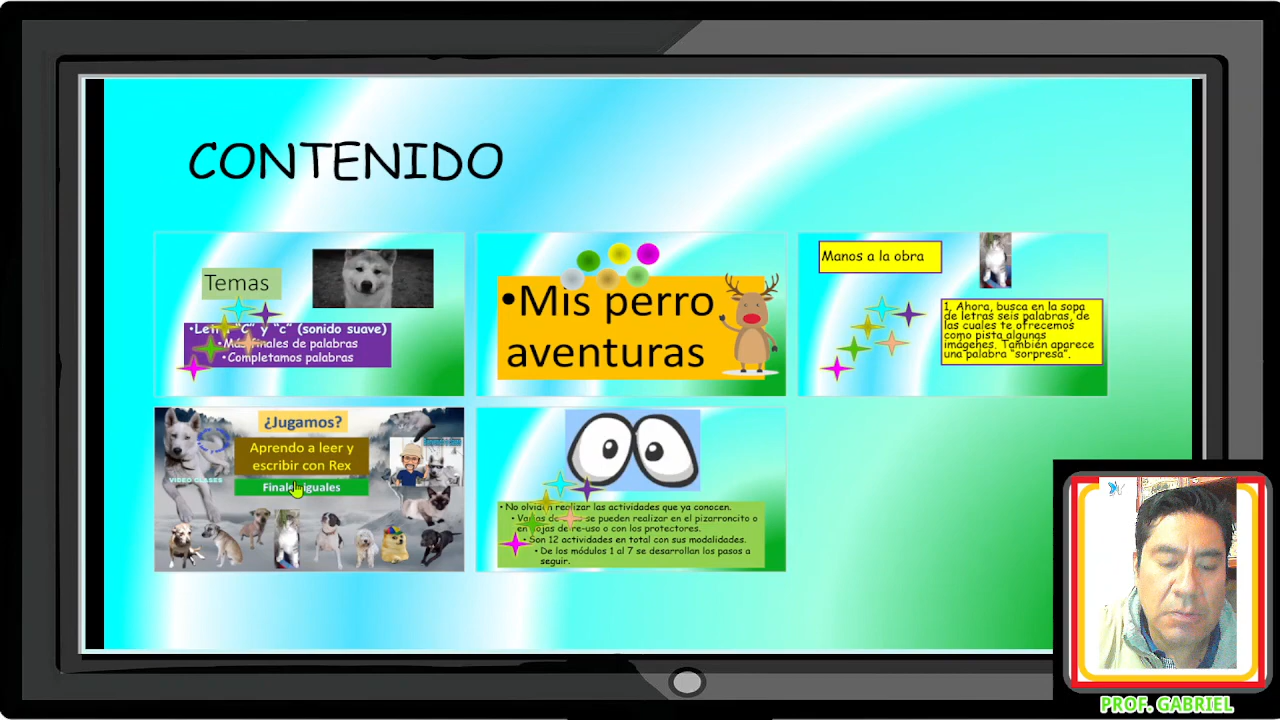 CONTENIDO
Temas
•Letra "C" y "c" (sonido suave)
•Más finales de palabras
•Completamos palabras
•Mis perro
aventuras
Manos a la obra
1. Ahora, busca en la sopa
de letras seis palabras, de
las cuales te ofrecemos
como pista algunas
imágenes. También aparece
una palabra "sorpresa".
¿Jugamos?
Aprendo a leer y
escribir con Rex
Finales iguales
VIDEO CLASES
• No olviden realizar las actividades que ya conocen.
• se pueden realizar en el pizarroncito o
en hojas de re-uso o con los protectores.
• Son 12 actividades en total con sus modalidades.
• De los módulos 1 al 7 se desarrollan los pasos a
seguir.
PROF. GABRIEL